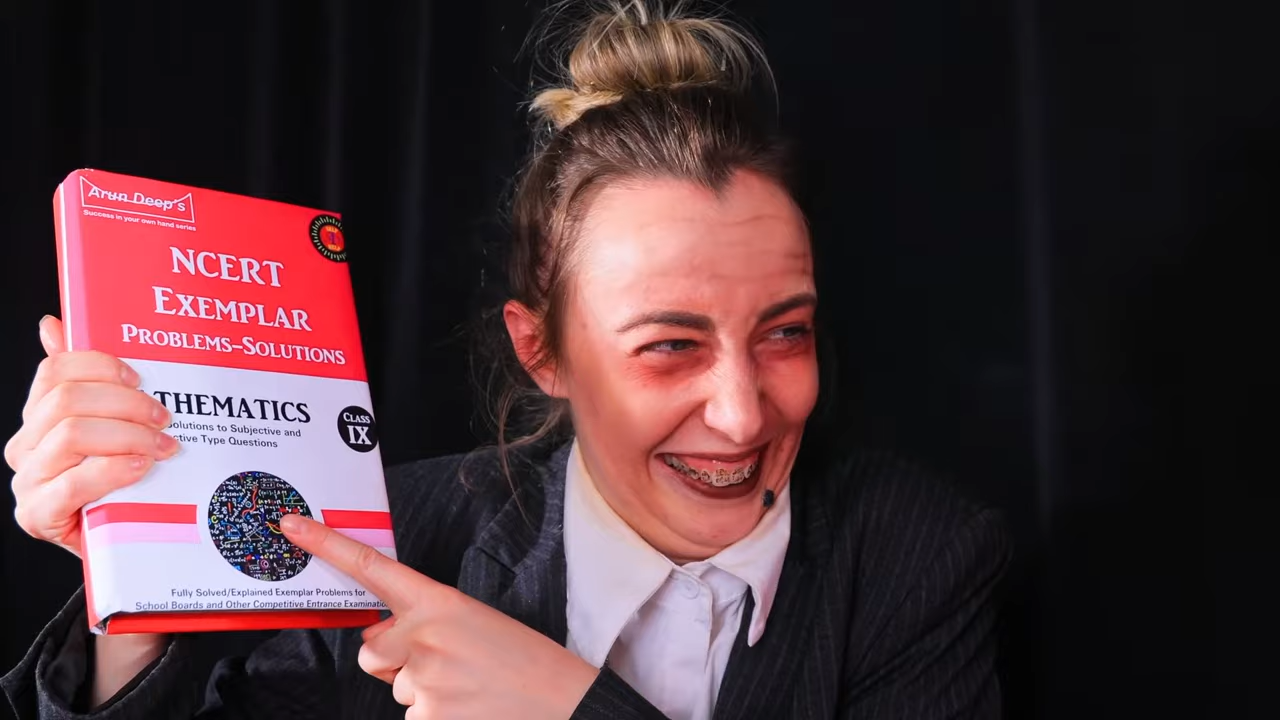 Arun Deep's
Success in your own hand series
NCERT
EXEMPLAR
PROBLEMS–SOLUTIONS
THEMATICS
Solutions to Subjective and
ctive Type Questions
CLASS
IX
Fully Solved/Explained Exemplar Problems for
School Boards and Other Competitive Entrance Examinatio